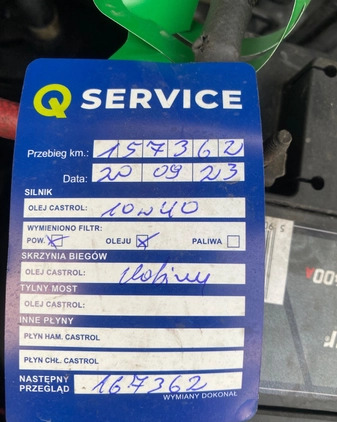 Q SERVICE
Przebieg km.: 157362
Data: 20 09 23
SILNIK
OLEJ CASTROL: 10w40
WYMIENIONO FILTR:
POW. OLEJU PALIWA
SKRZYNIA BIEGÓW
OLEJ CASTROL:
TYLNY MOST
OLEJ CASTROL:
INNE PŁYNY
PŁYN HAM. CASTROL
PŁYN CHŁ. CASTROL
NASTĘPNY PRZEGLĄD 167362
WYMIANY DOKONAŁ